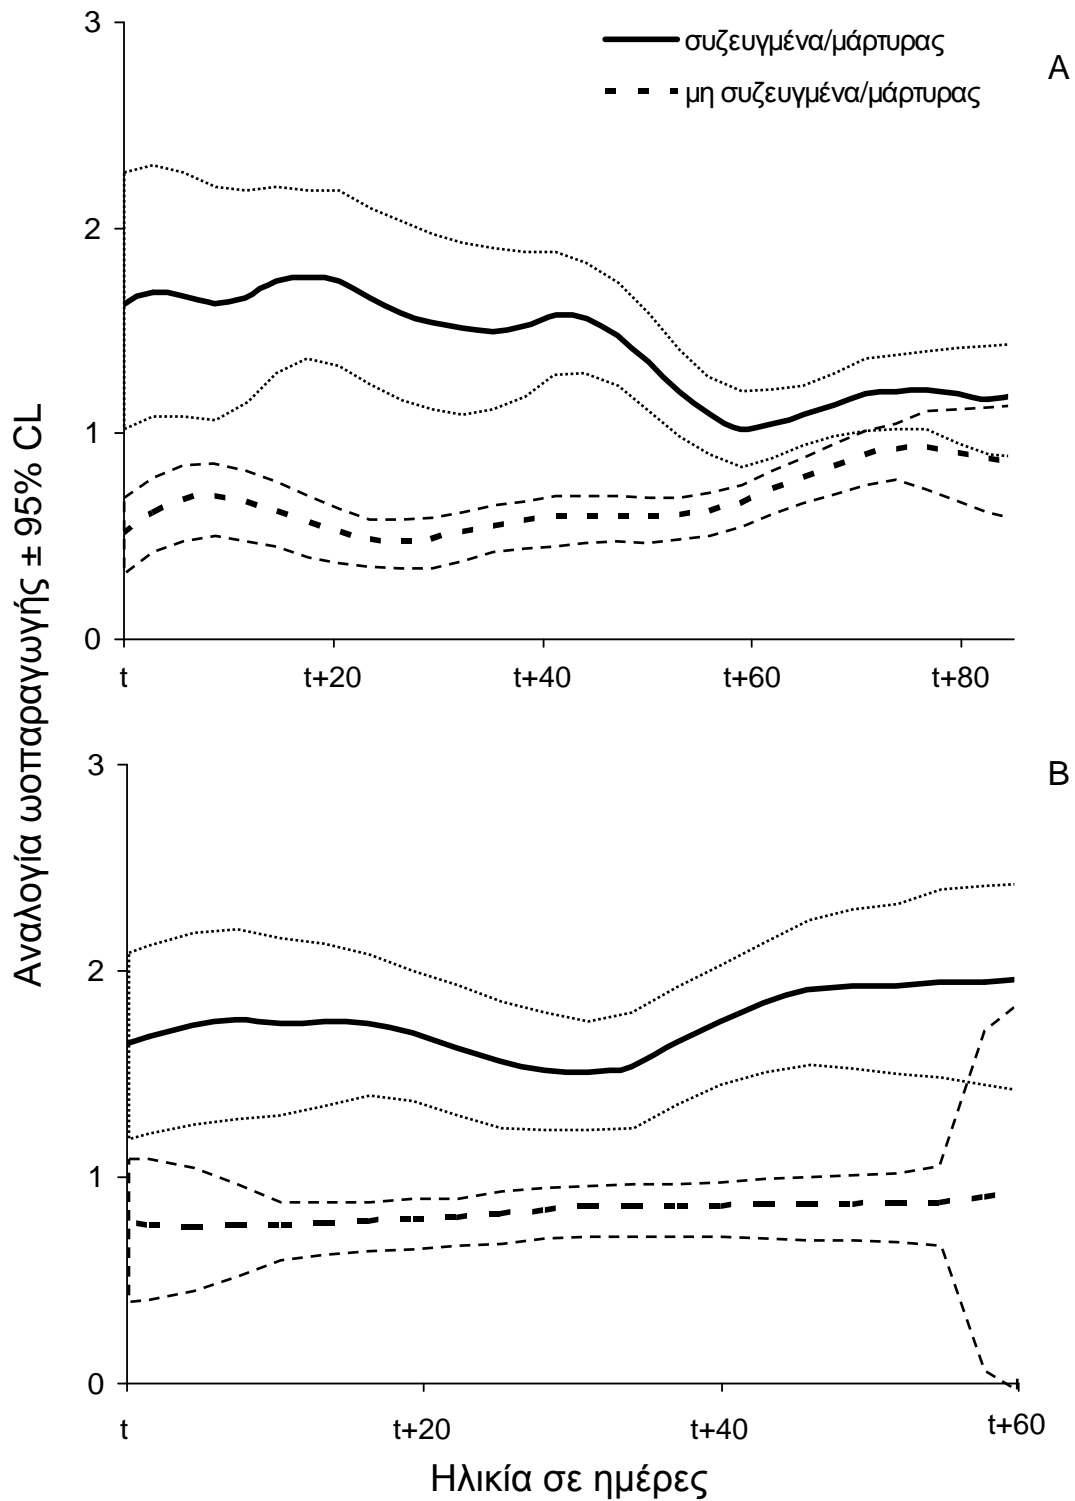 3
συζευγμένα/μάρτυρας
A
μη συζευγμένα/μάρτυρας
2
1
0
t t+20 t+40 t+60 t+80
Αναλογία ωοπαραγωγής ± 95% CL
3
B
2
1
0
t t+20 t+40 t+60
Ηλικία σε ημέρες